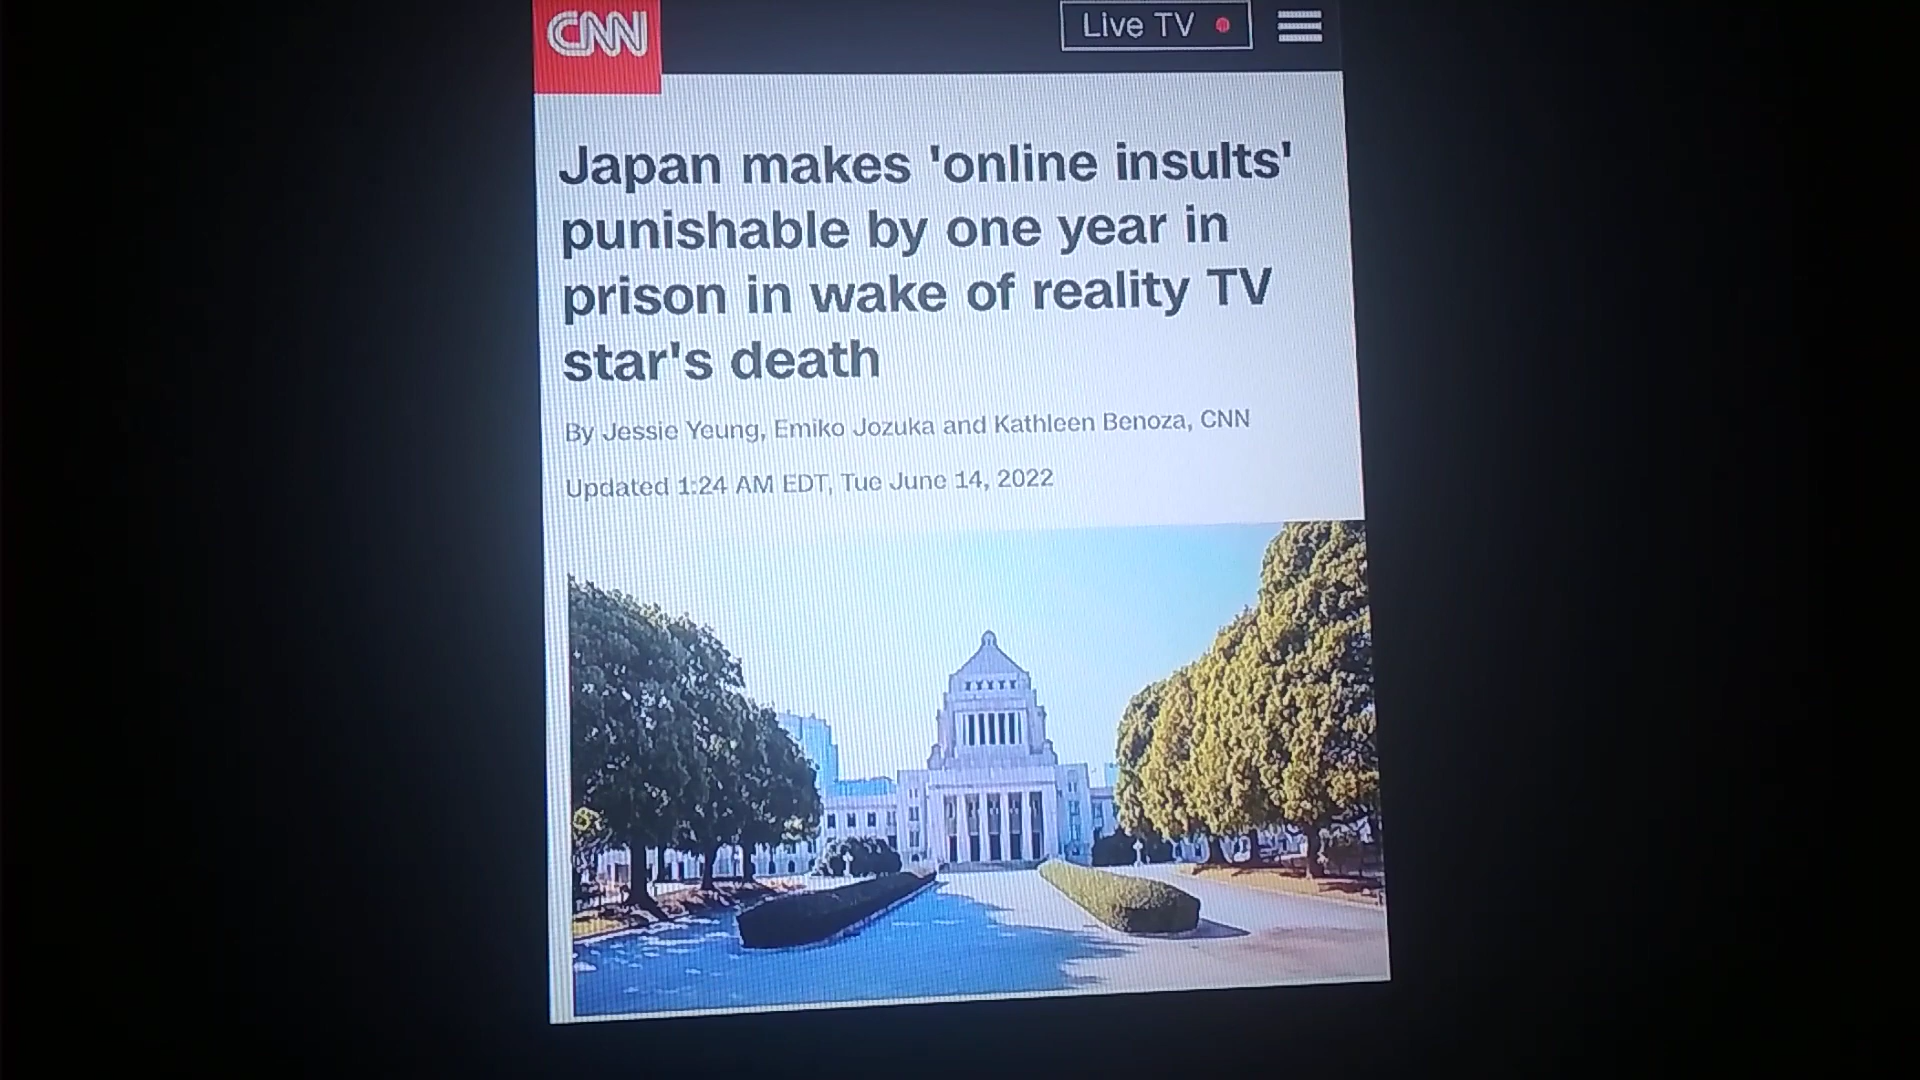 CNN
Live TV
Japan makes 'online insults'
punishable by one year in
prison in wake of reality TV
star's death
By Jessie Yeung, Emiko Jozuka and Kathleen Benoza, CNN
Updated 1:24 AM EDT, Tue June 14, 2022